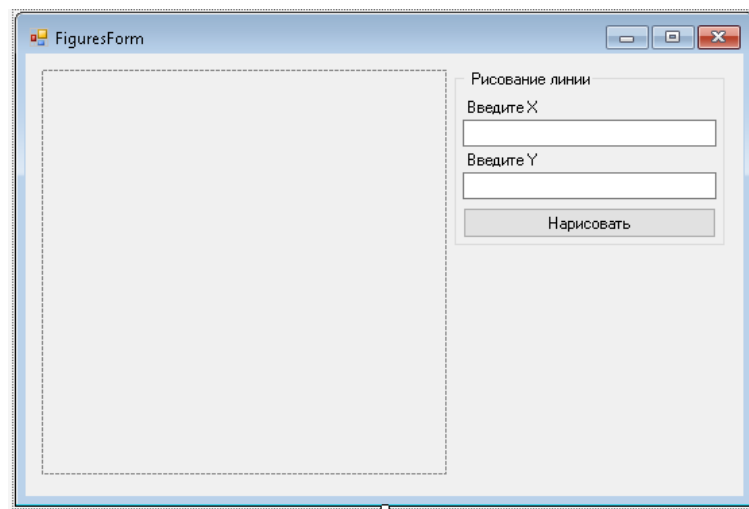 FiguresForm
Рисование линии
Введите X
Введите Y
Нарисовать